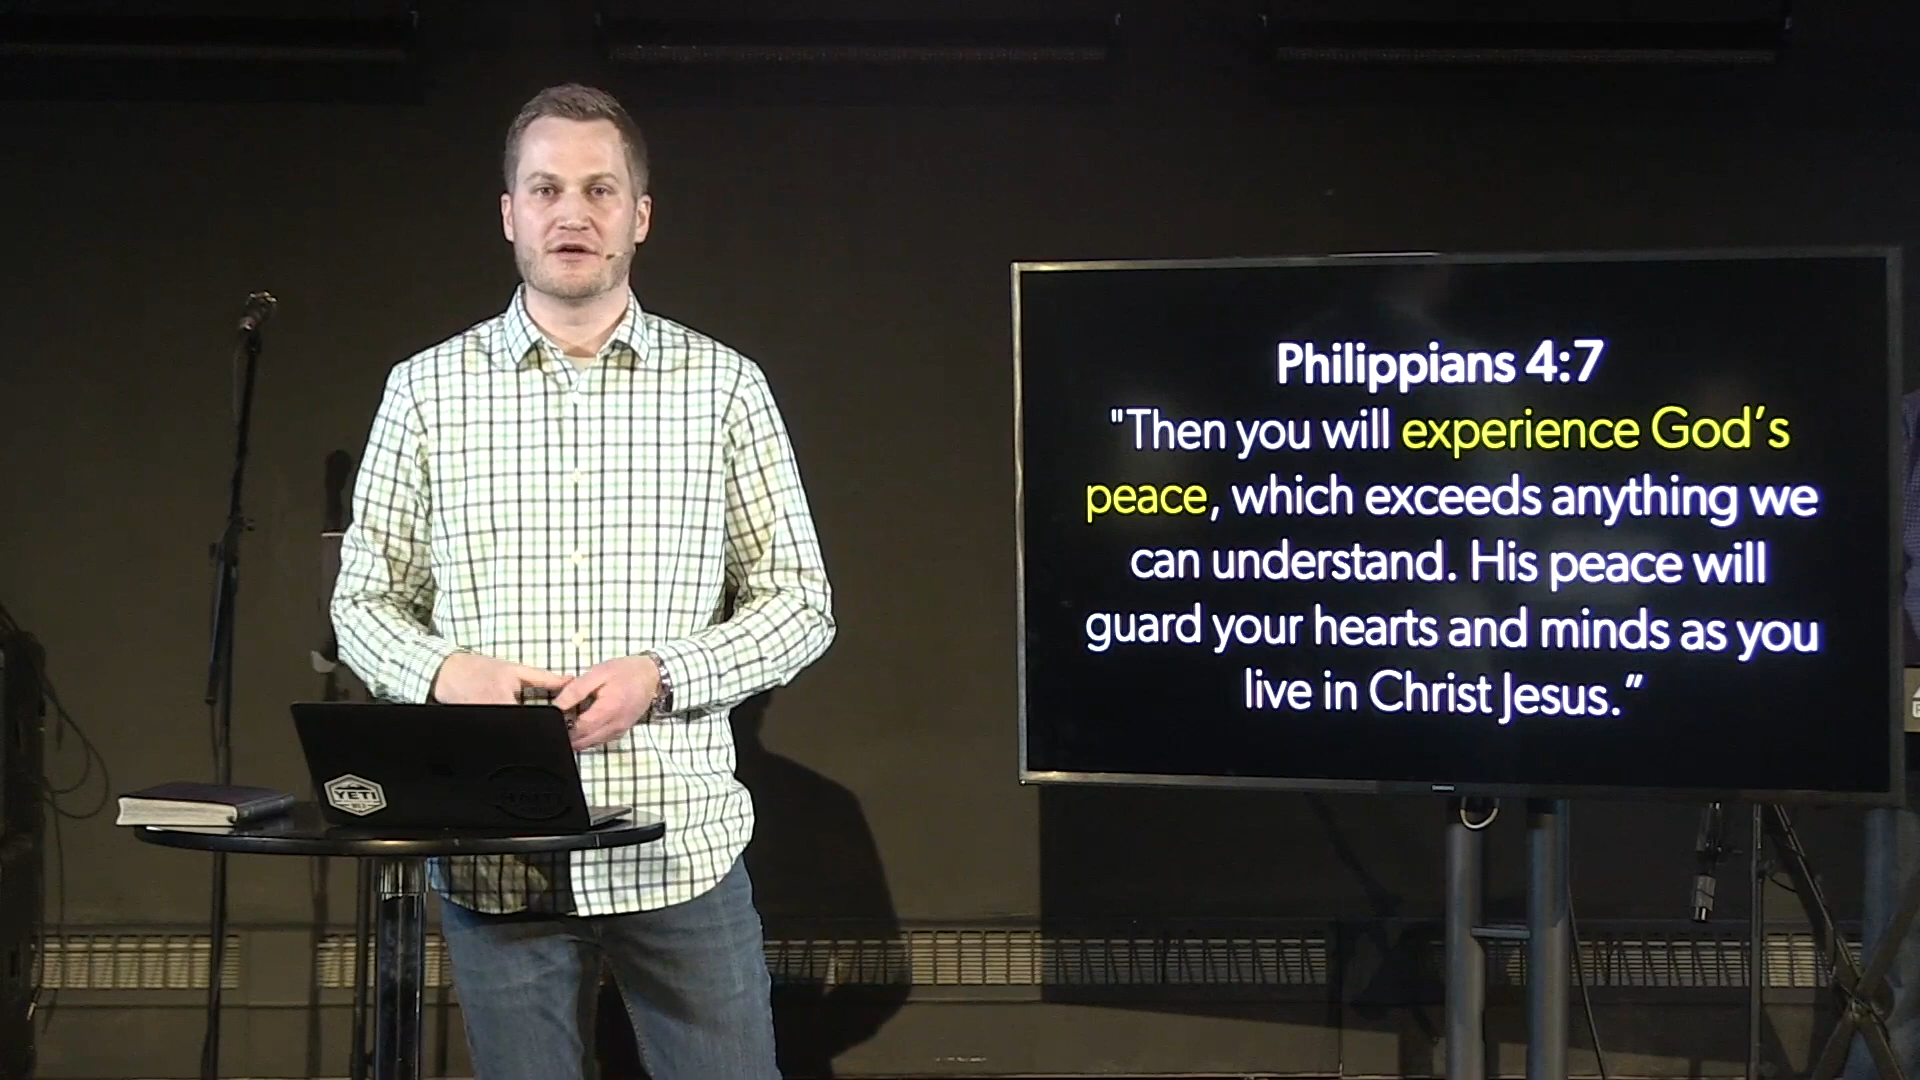 Philippians 4:7
"Then you will experience God's
peace, which exceeds anything we
can understand. His peace will
guard your hearts and minds as you
live in Christ Jesus.”
SAMSUNG
YETI